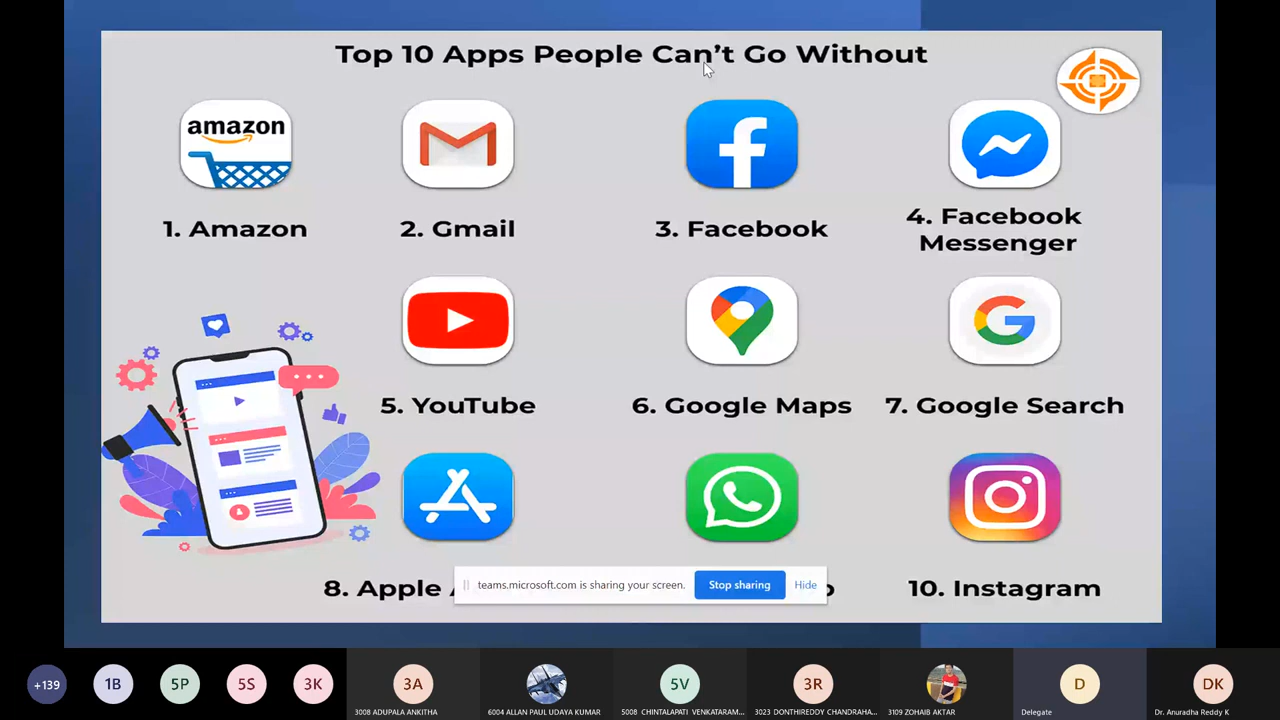 Top 10 Apps People Can't Go Without
amazon
1. Amazon
2. Gmail
3. Facebook
4. Facebook
Messenger
5. YouTube
6. Google Maps
7. Google Search
8. Apple
10. Instagram
teams.microsoft.com is sharing your screen.
Stop sharing
Hide
+139
1B
5P
5S
3K
3A
5V
3R
D
DK
3008 ADUPALA ANKITHA
6004 ALLAN PAUL UDAYA KUMAR
5008 CHINTALAPATI VENKATARAM...
3023 DONTHIREDDY CHANDRAHA...
3109 ZOHAIB AKTAR
Delegate
Dr. Anuradha Reddy K